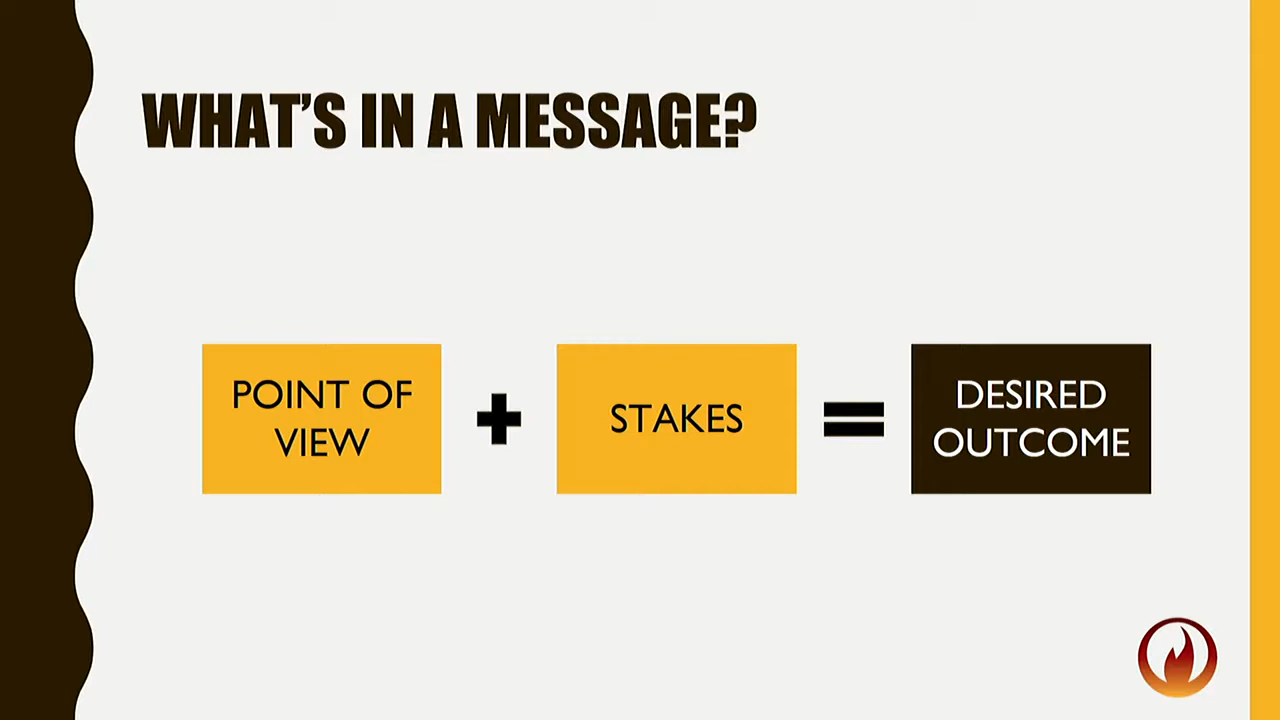 WHAT'S IN A MESSAGE?
POINT OF
VIEW
+
STAKES
=
DESIRED
OUTCOME